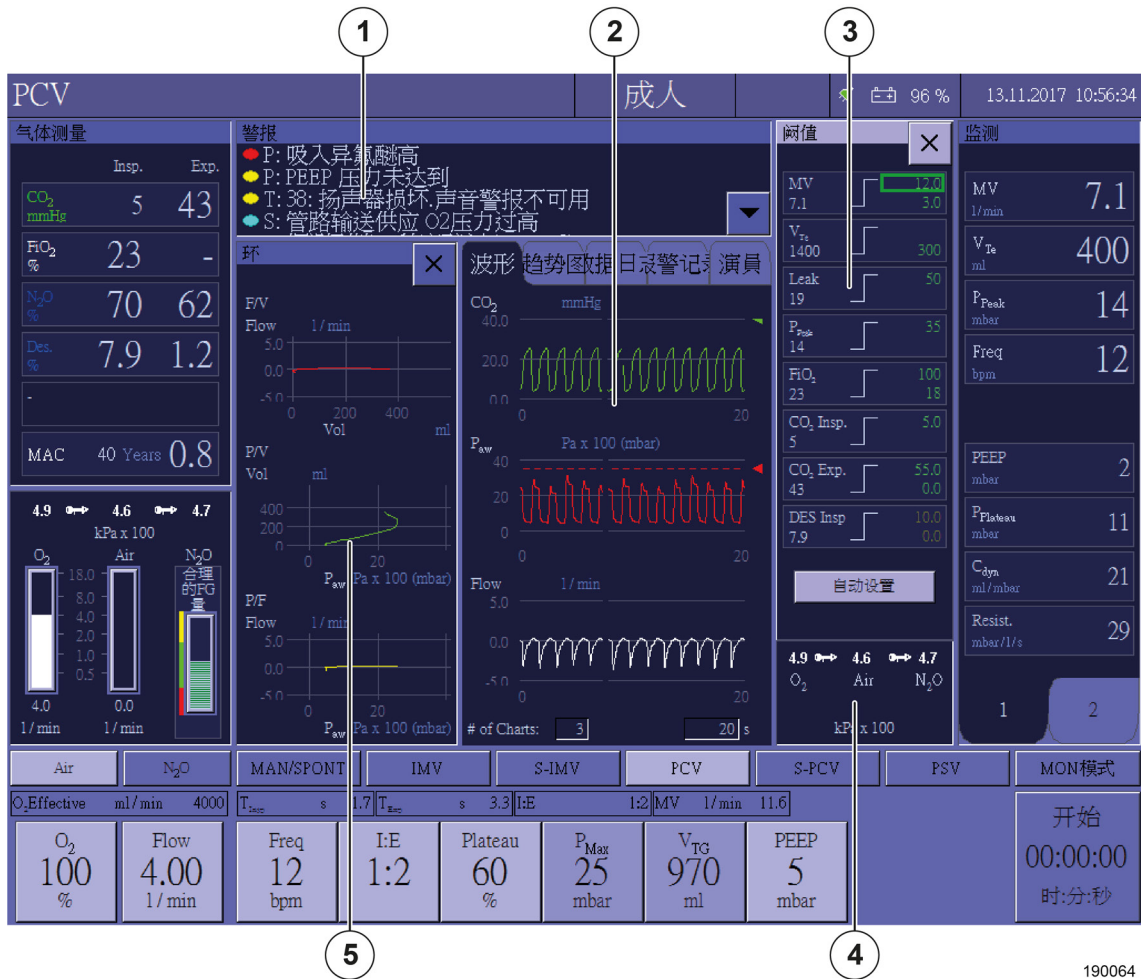 1
2
3
PCV
成人
96 %
13.11.2017 10:56:34
气体测量
Insp. Exp.
CO2 mmHg 5 43
FiO2 % 23 -
N2O % 70 62
Des. % 7.9 1.2
-
MAC 40 Years 0.8
4.9 4.6 4.7
kPa x 100
O2 Air N2O
合理
的FG
量
18.0
8.0
4.0
2.0
1.0
0.5
4.0 0.0
1/min 1/min
警报
P: 吸入异氟醚高
P: PEEP 压力未达到
T: 38: 扬声器损坏.声音警报不可用
S: 管路输送供应 O2压力过高
环
F/V
Flow 1/min
5.0
0.0
-5.0
0 200 400
Vol ml
P/V
Vol ml
400
200
0
0 20
Paw Pa x 100 (mbar)
P/F
Flow 1/min
5.0
0.0
-5.0
0 20
Paw Pa x 100 (mbar)
波形 趋势图 数据 日志 警记 演員
CO2 mmHg
40.0
20.0
0.0
0 20
Paw Pa x 100 (mbar)
40
20
0
0 20
Flow 1/min
5.0
0.0
-5.0
0 20
# of Charts: 3 20 s
阈值
MV 12.0
7.1 3.0
VTe
1400 300
Leak 50
19
PPeak 35
14
FiO2 100
23 18
CO2 Insp. 5.0
5
CO2 Exp. 55.0
43 0.0
DES Insp 10.0
7.9 0.0
自动设置
4.9 4.6 4.7
O2 Air N2O
kPa x 100
监测
MV 1/min 7.1
VTe ml 400
PPeak mbar 14
Freq bpm 12
PEEP mbar 2
PPlateau mbar 11
Cdyn ml/mbar 21
Resist. mbar/l/s 29
1 2
Air N2O MAN/SPONT IMV S-IMV PCV S-PCV PSV MON模式
O2Effective ml/min 4000
TInsp s 1.7 TExp s 3.3 I:E 1:2 MV 1/min 11.6
O2 100 %
Flow 4.00 1/min
Freq 12 bpm
I:E 1:2
Plateau 60 %
PMax 25 mbar
VTG 970 ml
PEEP 5 mbar
开始
00:00:00
时:分:秒
5
4
190064